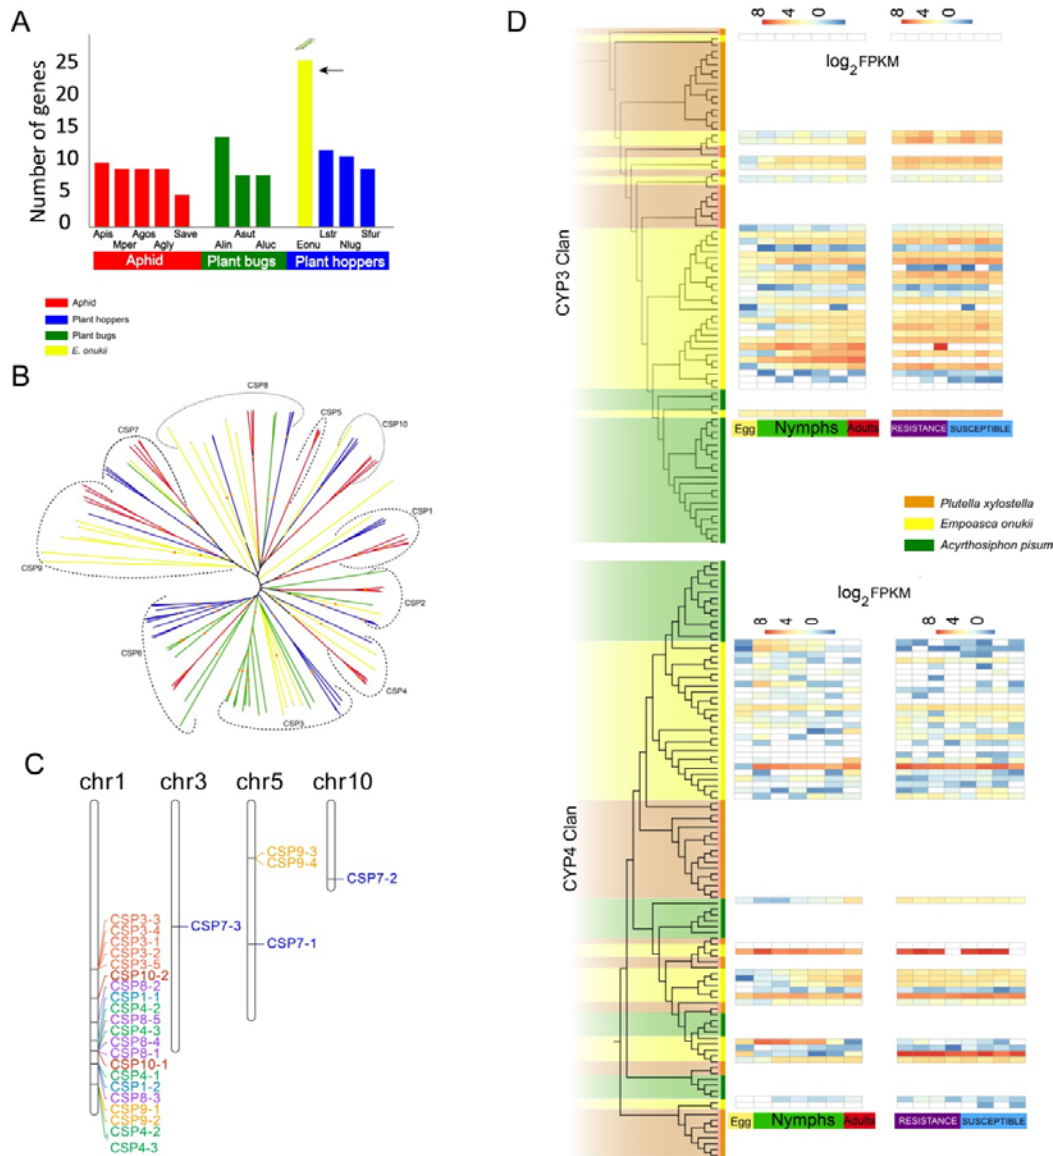 A
Number of genes
25
20
15
10
5
0
Apis
Mper
Agos
Agly
Save
Alin
Asut
Aluc
Eonu
Lstr
Nlug
Sfur
Aphid
Plant bugs
Plant hoppers
Aphid
Plant hoppers
Plant bugs
E. onukii
B
CSP8
CSP5
CSP10
CSP7
CSP1
CSP9
CSP2
CSP6
CSP4
CSP3
C
chr1
chr3
chr5
chr10
CSP9-3
CSP9-4
CSP7-2
CSP7-3
CSP7-1
CSP3-3
CSP3-4
CSP3-1
CSP3-2
CSP3-5
CSP10-2
CSP8-2
CSP1-1
CSP4-2
CSP8-5
CSP4-3
CSP8-4
CSP8-1
CSP10-1
CSP4-1
CSP1-2
CSP8-3
CSP9-1
CSP9-2
CSP4-2
CSP4-3
D
8 4 0
8 4 0
log2FPKM
CYP3 Clan
Egg
Nymphs
Adults
RESISTANCE
SUSCEPTIBLE
Plutella xylostella
Empoasca onukii
Acyrthosiphon pisum
log2FPKM
8 4 0
8 4 0
CYP4 Clan
Egg
Nymphs
Adults
RESISTANCE
SUSCEPTIBLE